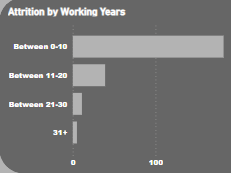 Attrition by Working Years
Between 0-10
Between 11-20
Between 21-30
31+
0 100